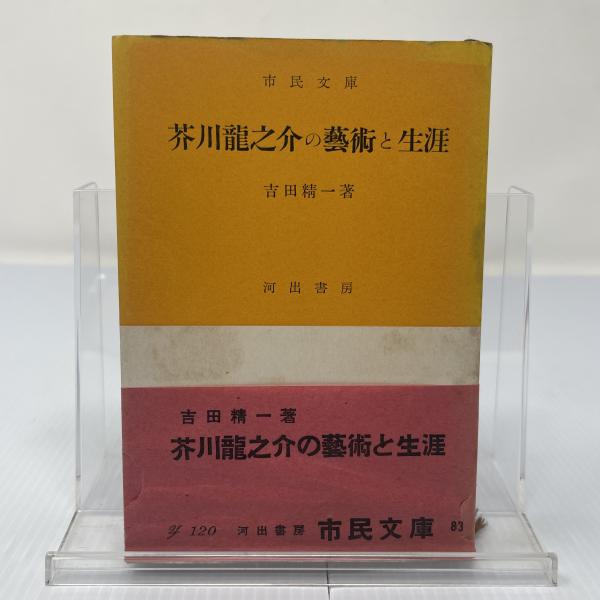 市民文庫
芥川龍之介の藝術と生涯
吉田精一著
河出書房
吉田精一著
芥川龍之介の藝術と生涯
¥120 河出書房 市民文庫 83